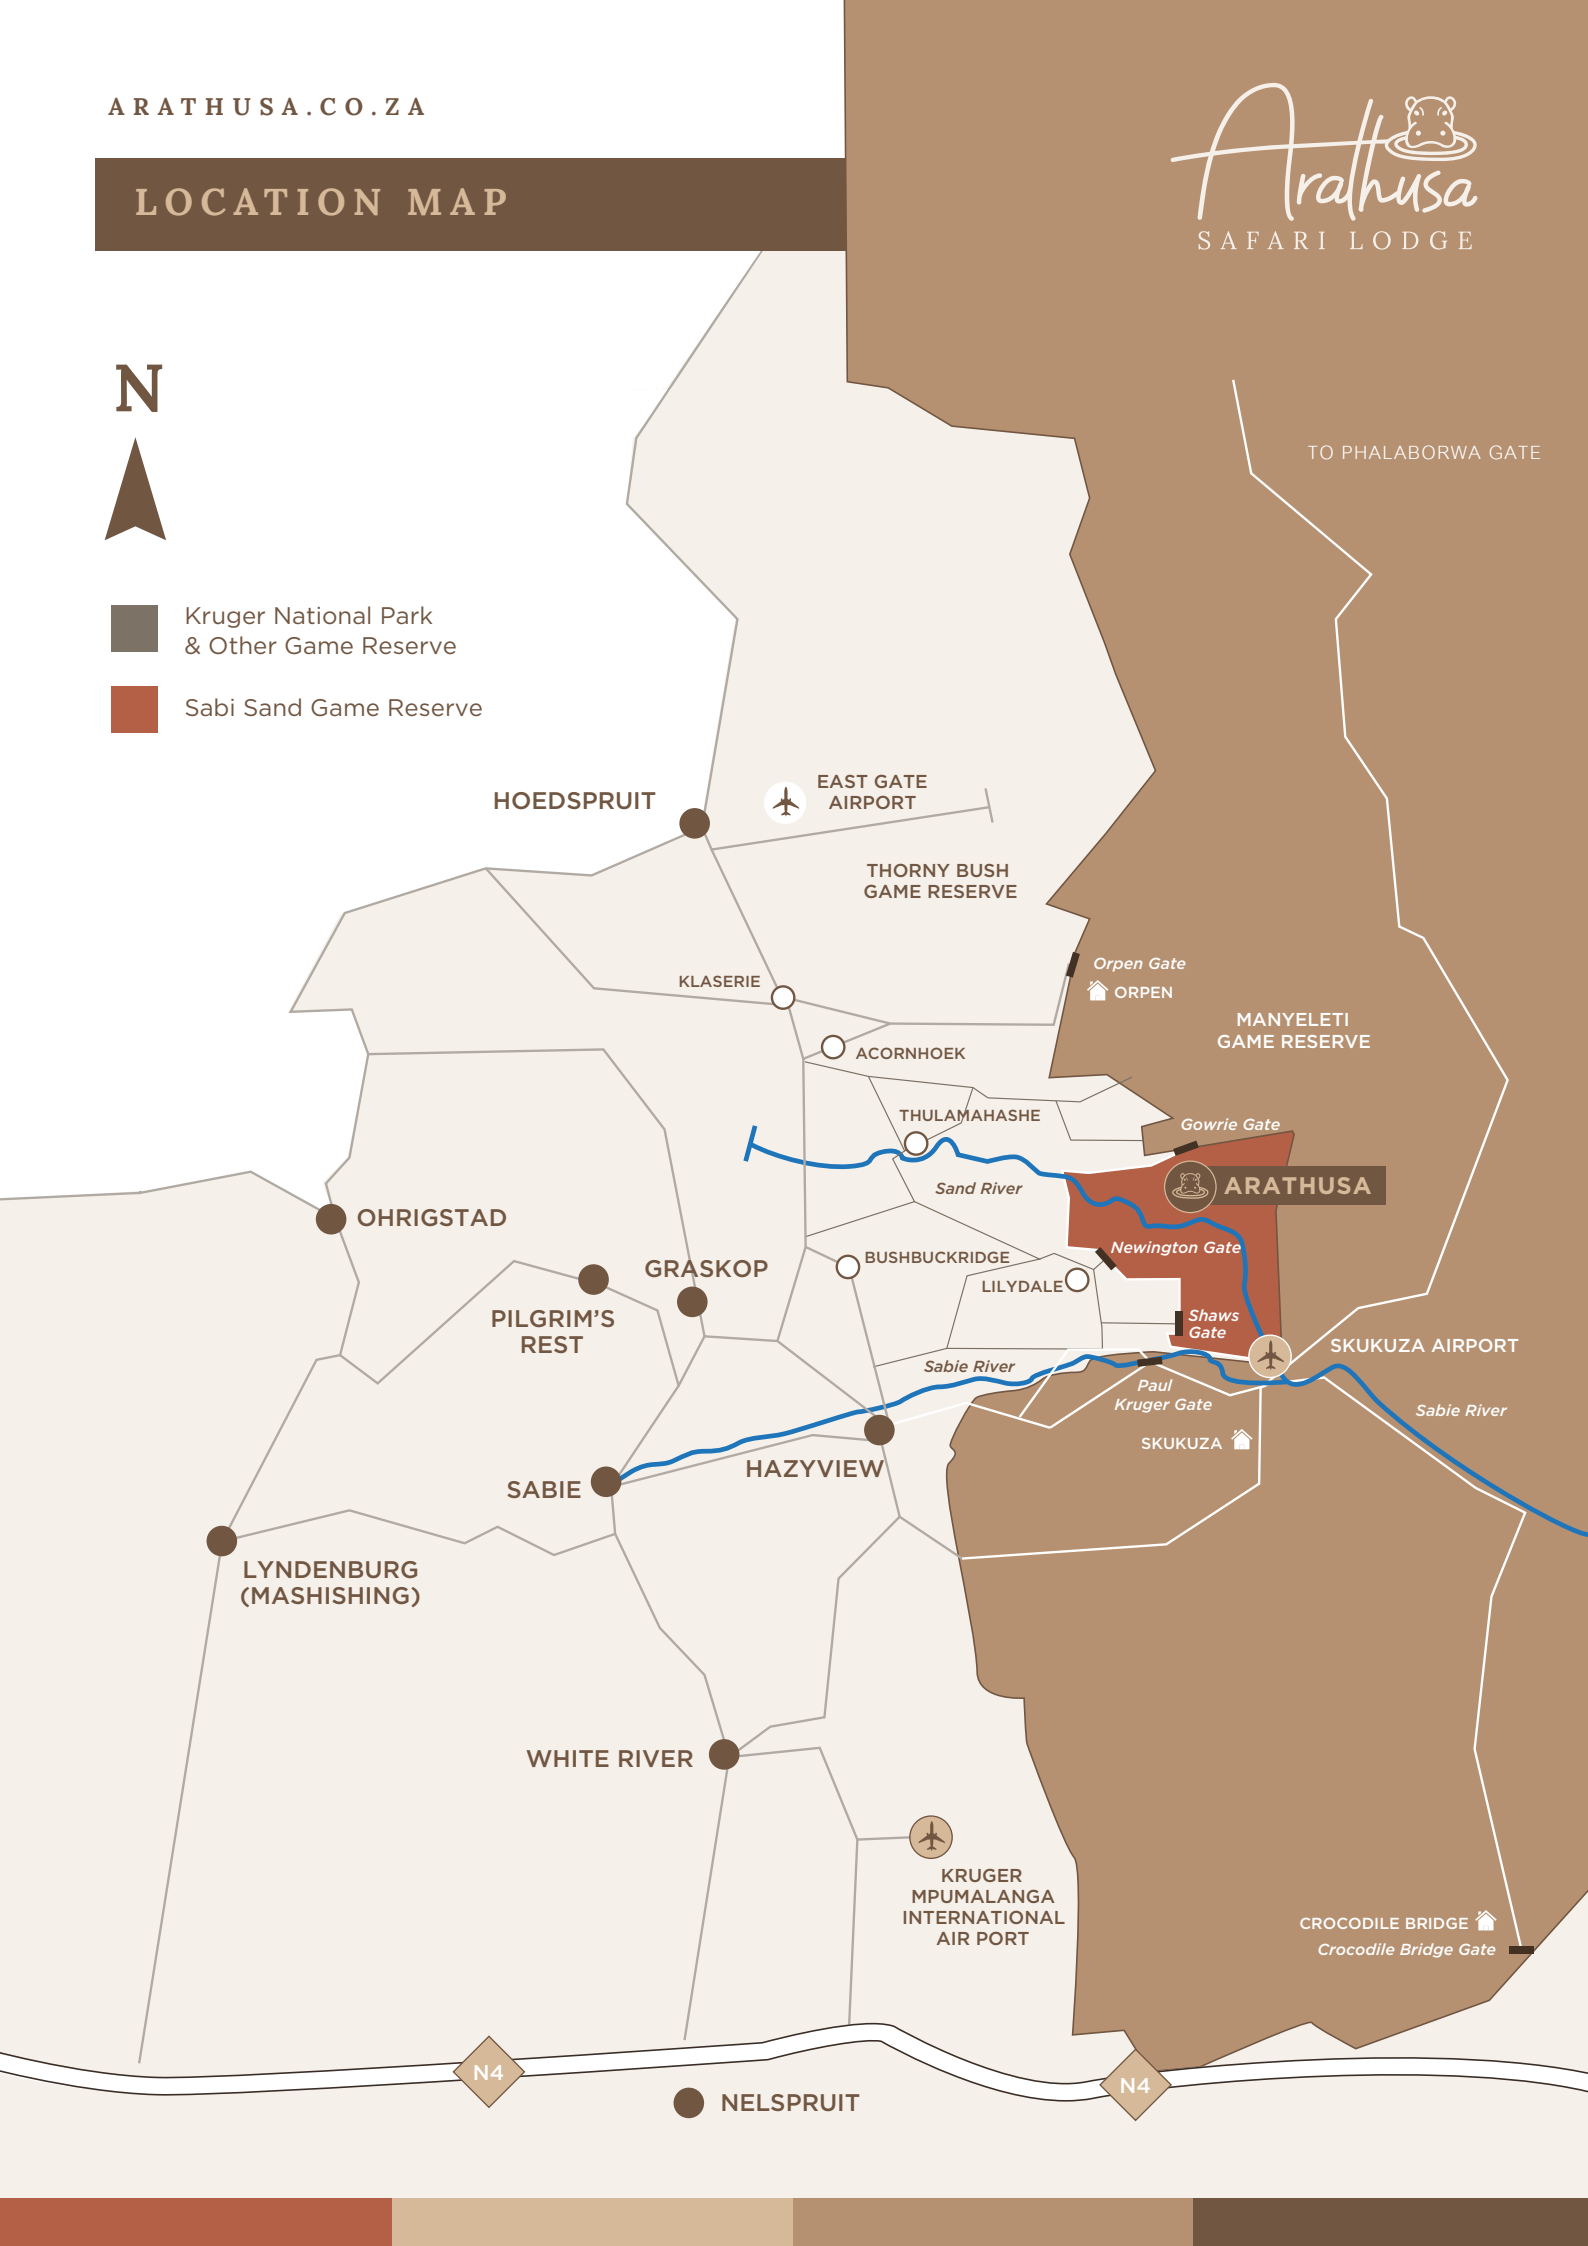 ARATHUSA.CO.ZA
LOCATION MAP
Arathusa
SAFARI LODGE
N
TO PHALABORWA GATE
Kruger National Park
& Other Game Reserve
Sabi Sand Game Reserve
HOEDSPRUIT
EAST GATE
AIRPORT
THORNY BUSH
GAME RESERVE
KLASERIE
Orpen Gate
ORPEN
MANYELETI
GAME RESERVE
ACORNHOEK
THULAMAHASHE
Gowrie Gate
Sand River
ARATHUSA
OHRIGSTAD
GRASKOP
BUSHBUCKRIDGE
Newington Gate
LILYDALE
PILGRIM’S
REST
Shaws
Gate
SKUKUZA AIRPORT
Sabie River
Paul
Kruger Gate
Sabie River
SKUKUZA
HAZYVIEW
SABIE
LYNDENBURG
(MASHISHING)
WHITE RIVER
KRUGER
MPUMALANGA
INTERNATIONAL
AIR PORT
CROCODILE BRIDGE
Crocodile Bridge Gate
N4
N4
NELSPRUIT